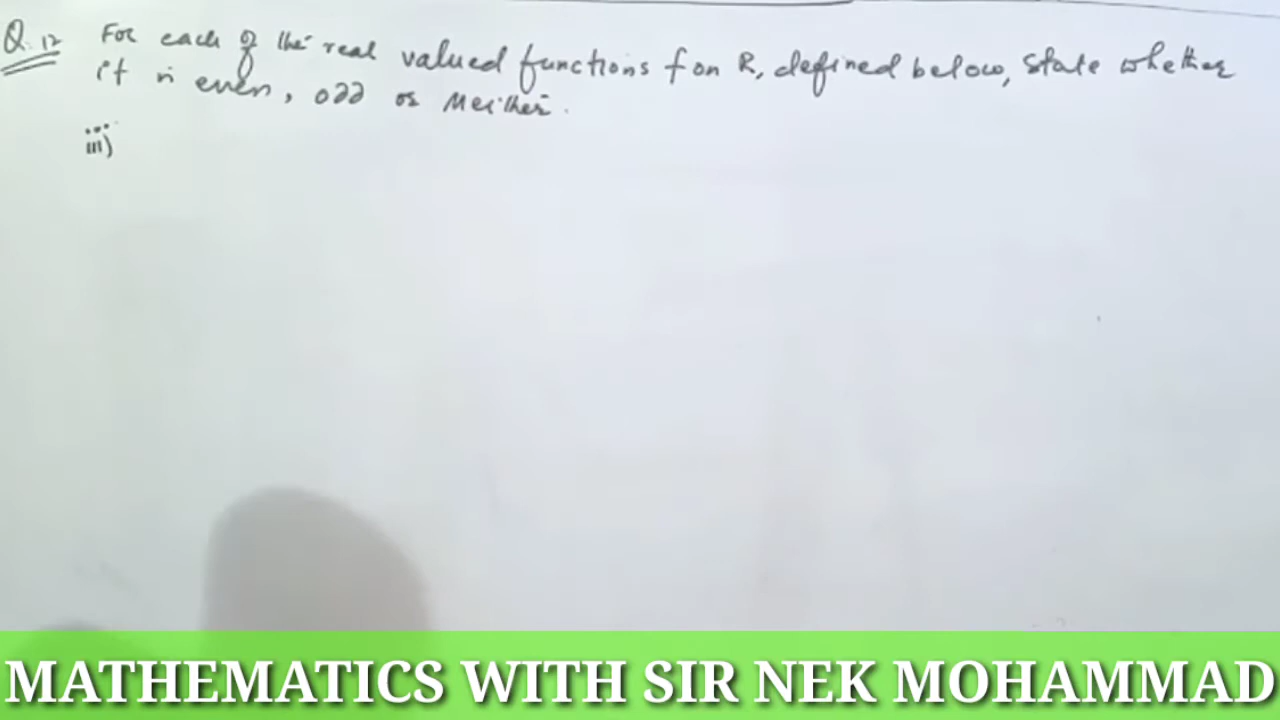 Q.12 For each of the real valued functions f on R, defined below, state whether
it is even, odd or Neither.
iii)
MATHEMATICS WITH SIR NEK MOHAMMAD